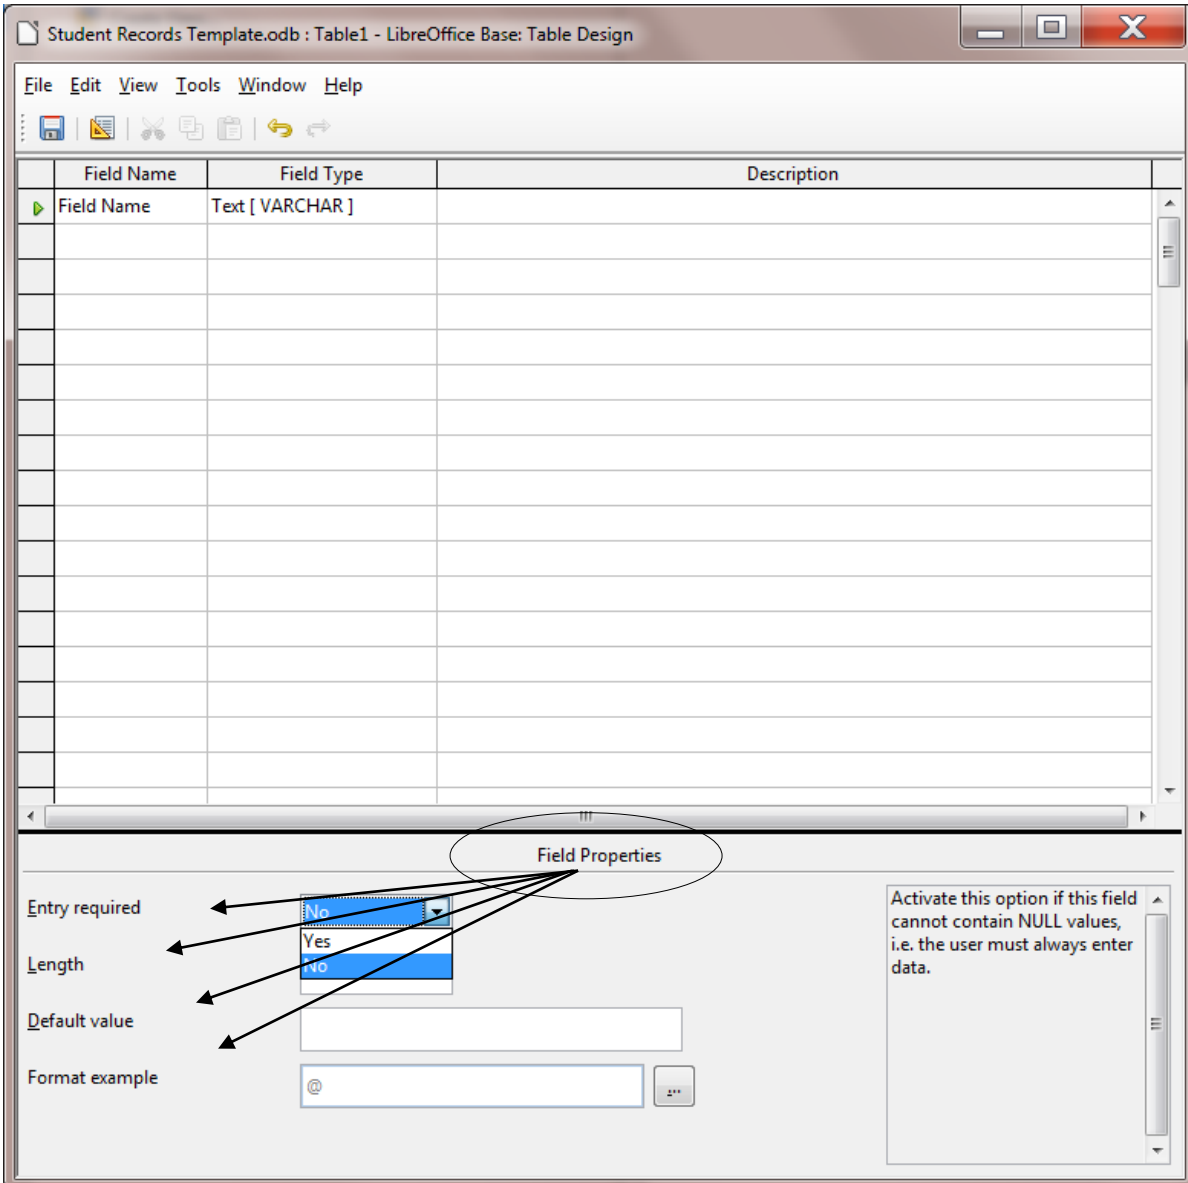 Student Records Template.odb : Table1 - LibreOffice Base: Table Design
File Edit View Tools Window Help
Field Name Field Type Description
Field Name Text [ VARCHAR ]
Field Properties
Entry required No
Yes
No
Length
Default value
Format example @ ...
Activate this option if this field
cannot contain NULL values,
i.e. the user must always enter
data.